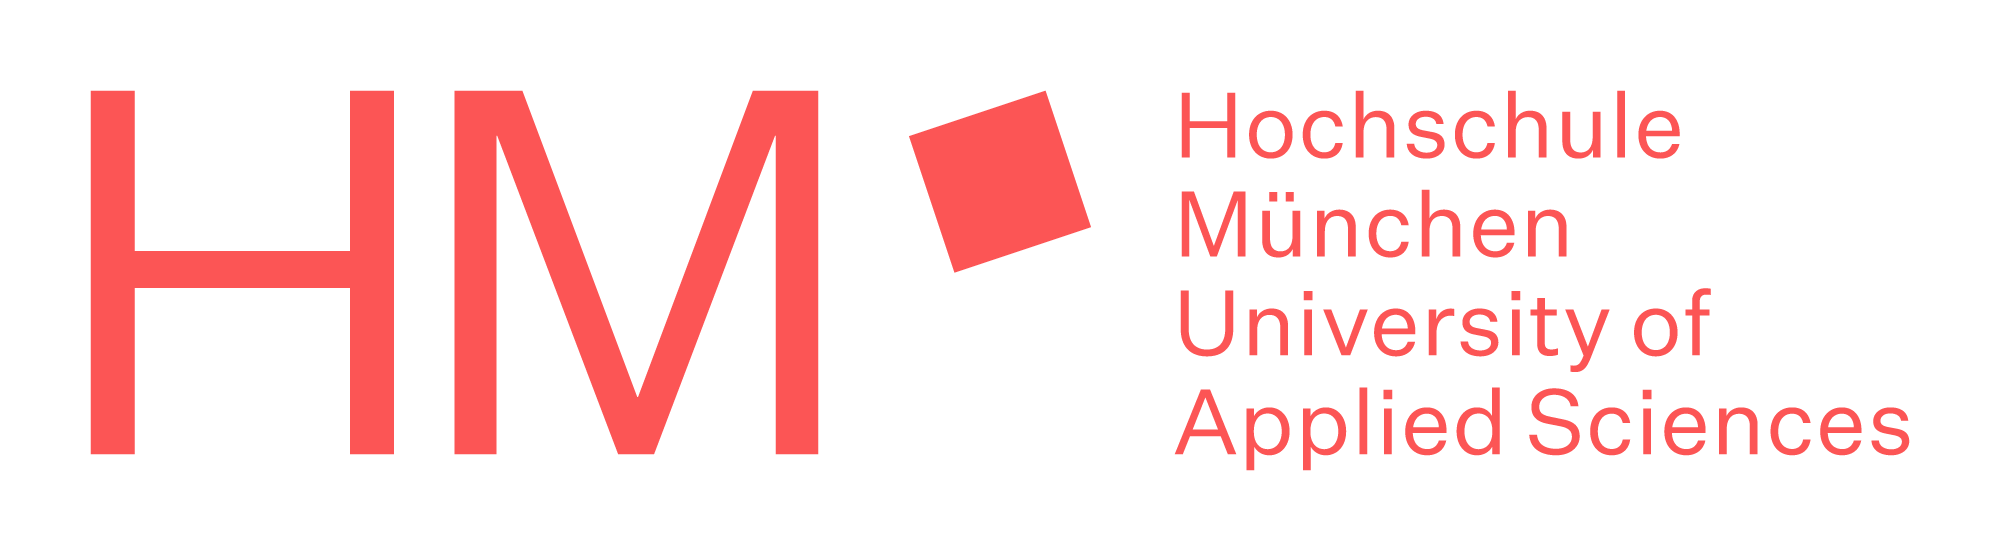 HM
Hochschule
München
University of
Applied Sciences